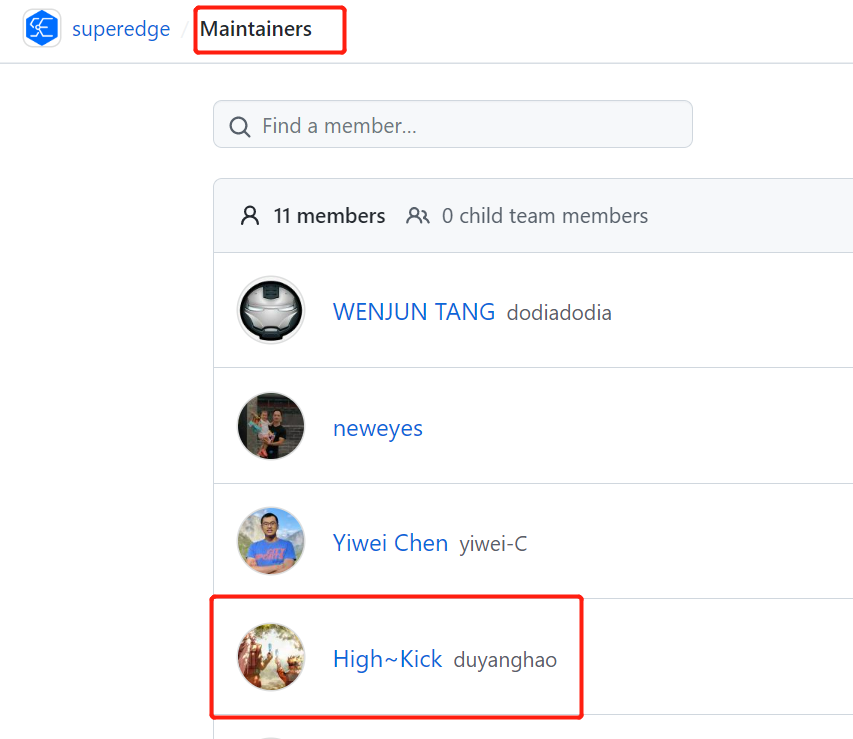 superedge / Maintainers
Find a member...
11 members 0 child team members
WENJUN TANG dodiadodia
neweyes
Yiwei Chen yiwei-C
High~Kick duyanghao